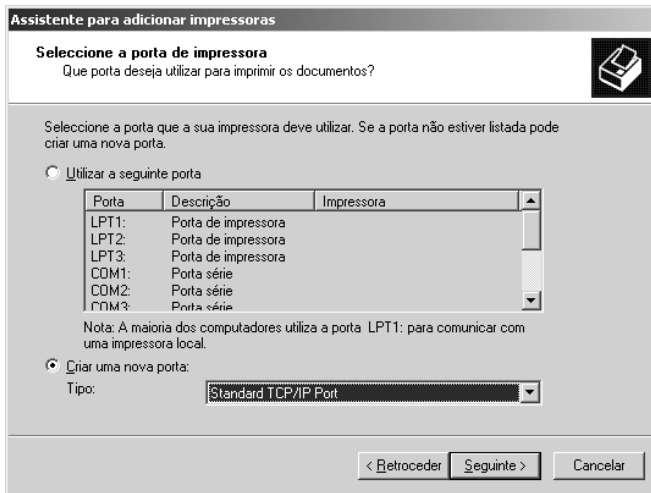 Assistente para adicionar impressoras
Seleccione a porta de impressora
Que porta deseja utilizar para imprimir os documentos?
Seleccione a porta que a sua impressora deve utilizar. Se a porta não estiver listada pode
criar uma nova porta.
Utilizar a seguinte porta
Porta Descrição Impressora
LPT1: Porta de impressora
LPT2: Porta de impressora
LPT3: Porta de impressora
COM1: Porta série
COM2: Porta série
COM3: Porta série
Nota: A maioria dos computadores utiliza a porta LPT1: para comunicar com
uma impressora local.
Criar uma nova porta:
Tipo: Standard TCP/IP Port
< Retroceder Seguinte > Cancelar